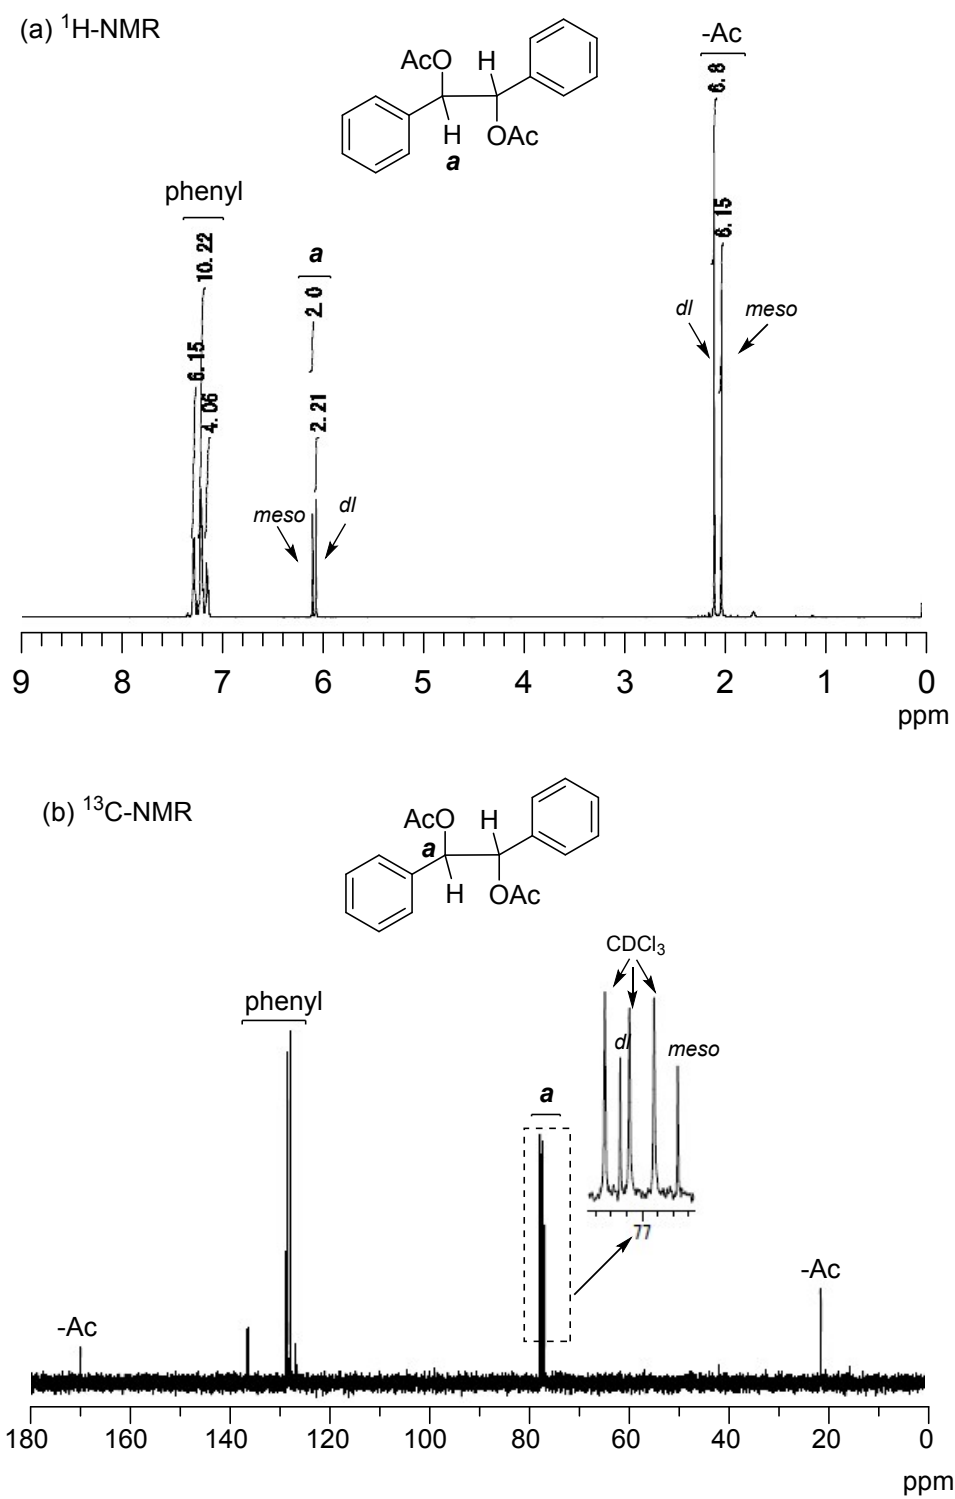 (a) ¹H-NMR
AcO H
H OAc
a
-Ac
6.8
6.15
phenyl
10.22
6.15
4.06
a
2.0
2.21
dl meso
meso dl
9 8 7 6 5 4 3 2 1 0
ppm
(b) ¹³C-NMR
AcO H
a
H OAc
CDCl₃
dl meso
77
phenyl
a
-Ac
-Ac
180 160 140 120 100 80 60 40 20 0
ppm